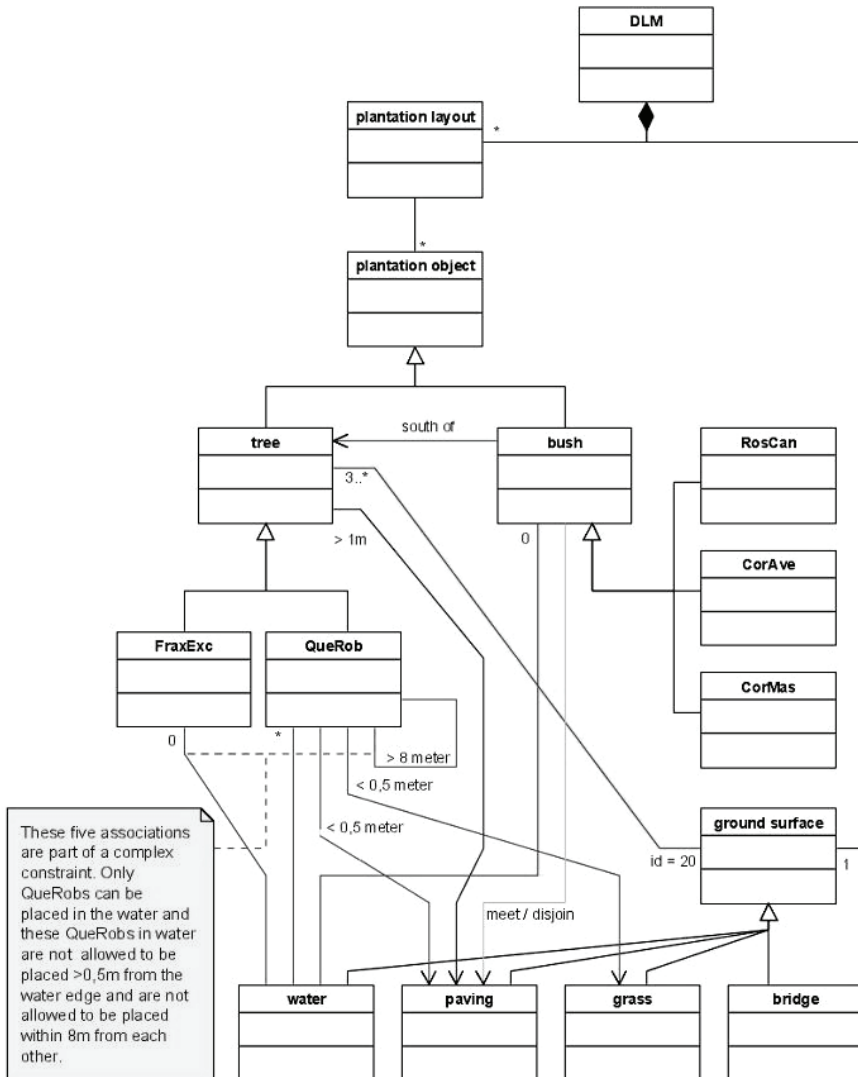 DLM
plantation layout
*
*
plantation object
south of
tree
bush
RosCan
3..*
> 1m
0
CorAve
FraxExc
QueRob
CorMas
0
*
> 8 meter
< 0,5 meter
< 0,5 meter
These five associations
are part of a complex
constraint. Only
QueRobs can be
placed in the water and
these QueRobs in water
are not allowed to be
placed >0,5m from the
water edge and are not
allowed to be placed
within 8m from each
other.
ground surface
id = 20
1
meet / disjoin
water
paving
grass
bridge